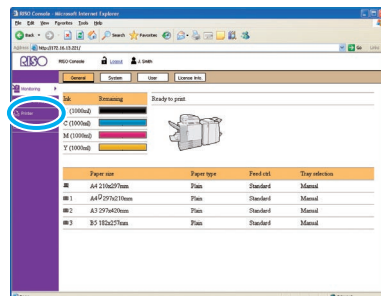 RISO Console - Microsoft Internet Explorer
File Edit View Favorites Tools Help
Back Search Favorites
Address http://172.16.13.221/ Go Links
RISO RISO Console Logout J. Smith
General System User License Info.
Monitoring
Printer
Ink Remaining Ready to print.
(1000ml)
C (1000ml)
M (1000ml)
Y (1000ml)
Paper size Paper type Feed ctrl. Tray selection
A4 210x297mm Plain Standard Manual
1 A4 297x210mm Plain Standard Manual
2 A3 297x420mm Plain Standard Manual
3 B5 182x257mm Plain Standard Manual